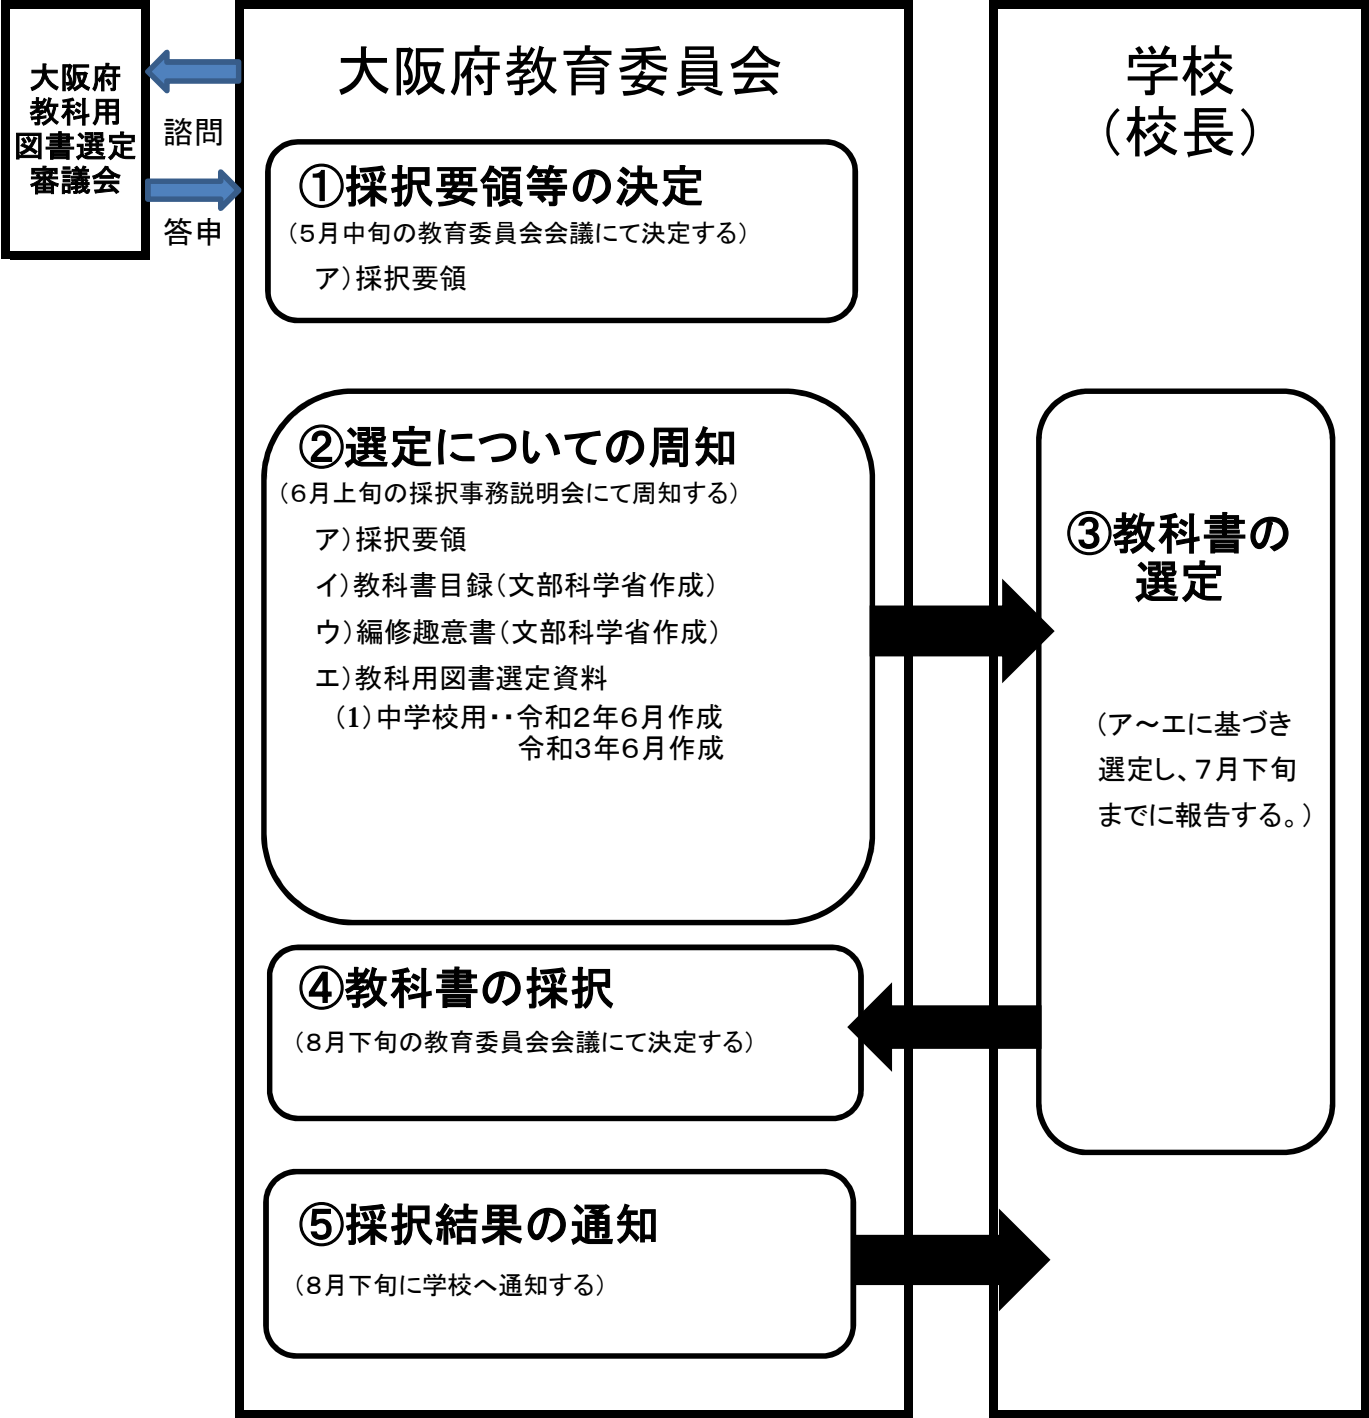 大阪府
教科用
図書選定
審議会
諮問
答申
大阪府教育委員会
①採択要領等の決定
（５月中旬の教育委員会会議にて決定する）
ア）採択要領
②選定についての周知
（６月上旬の採択事務説明会にて周知する）
ア）採択要領
イ）教科書目録（文部科学省作成）
ウ）編修趣意書（文部科学省作成）
エ）教科用図書選定資料
（1）中学校用・・令和２年６月作成
令和３年６月作成
④教科書の採択
（８月下旬の教育委員会会議にて決定する）
⑤採択結果の通知
（８月下旬に学校へ通知する）
学校
（校長）
③教科書の
選定
（ア～エに基づき
選定し、７月下旬
までに報告する。）